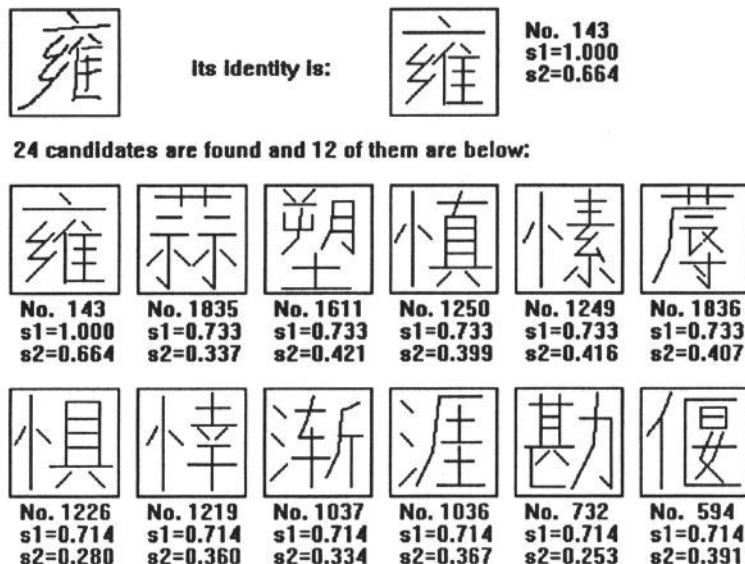 雍 Its identity is: 雍 No. 143
s1=1.000
s2=0.664
24 candidates are found and 12 of them are below:
雍 蒜 塑 慎 愫 蓐
No. 143 No. 1835 No. 1611 No. 1250 No. 1249 No. 1836
s1=1.000 s1=0.733 s1=0.733 s1=0.733 s1=0.733 s1=0.733
s2=0.664 s2=0.337 s2=0.421 s2=0.399 s2=0.416 s2=0.407
惧 悻 渐 涯 勘 偃
No. 1226 No. 1219 No. 1037 No. 1036 No. 732 No. 594
s1=0.714 s1=0.714 s1=0.714 s1=0.714 s1=0.714 s1=0.714
s2=0.280 s2=0.360 s2=0.334 s2=0.367 s2=0.253 s2=0.391